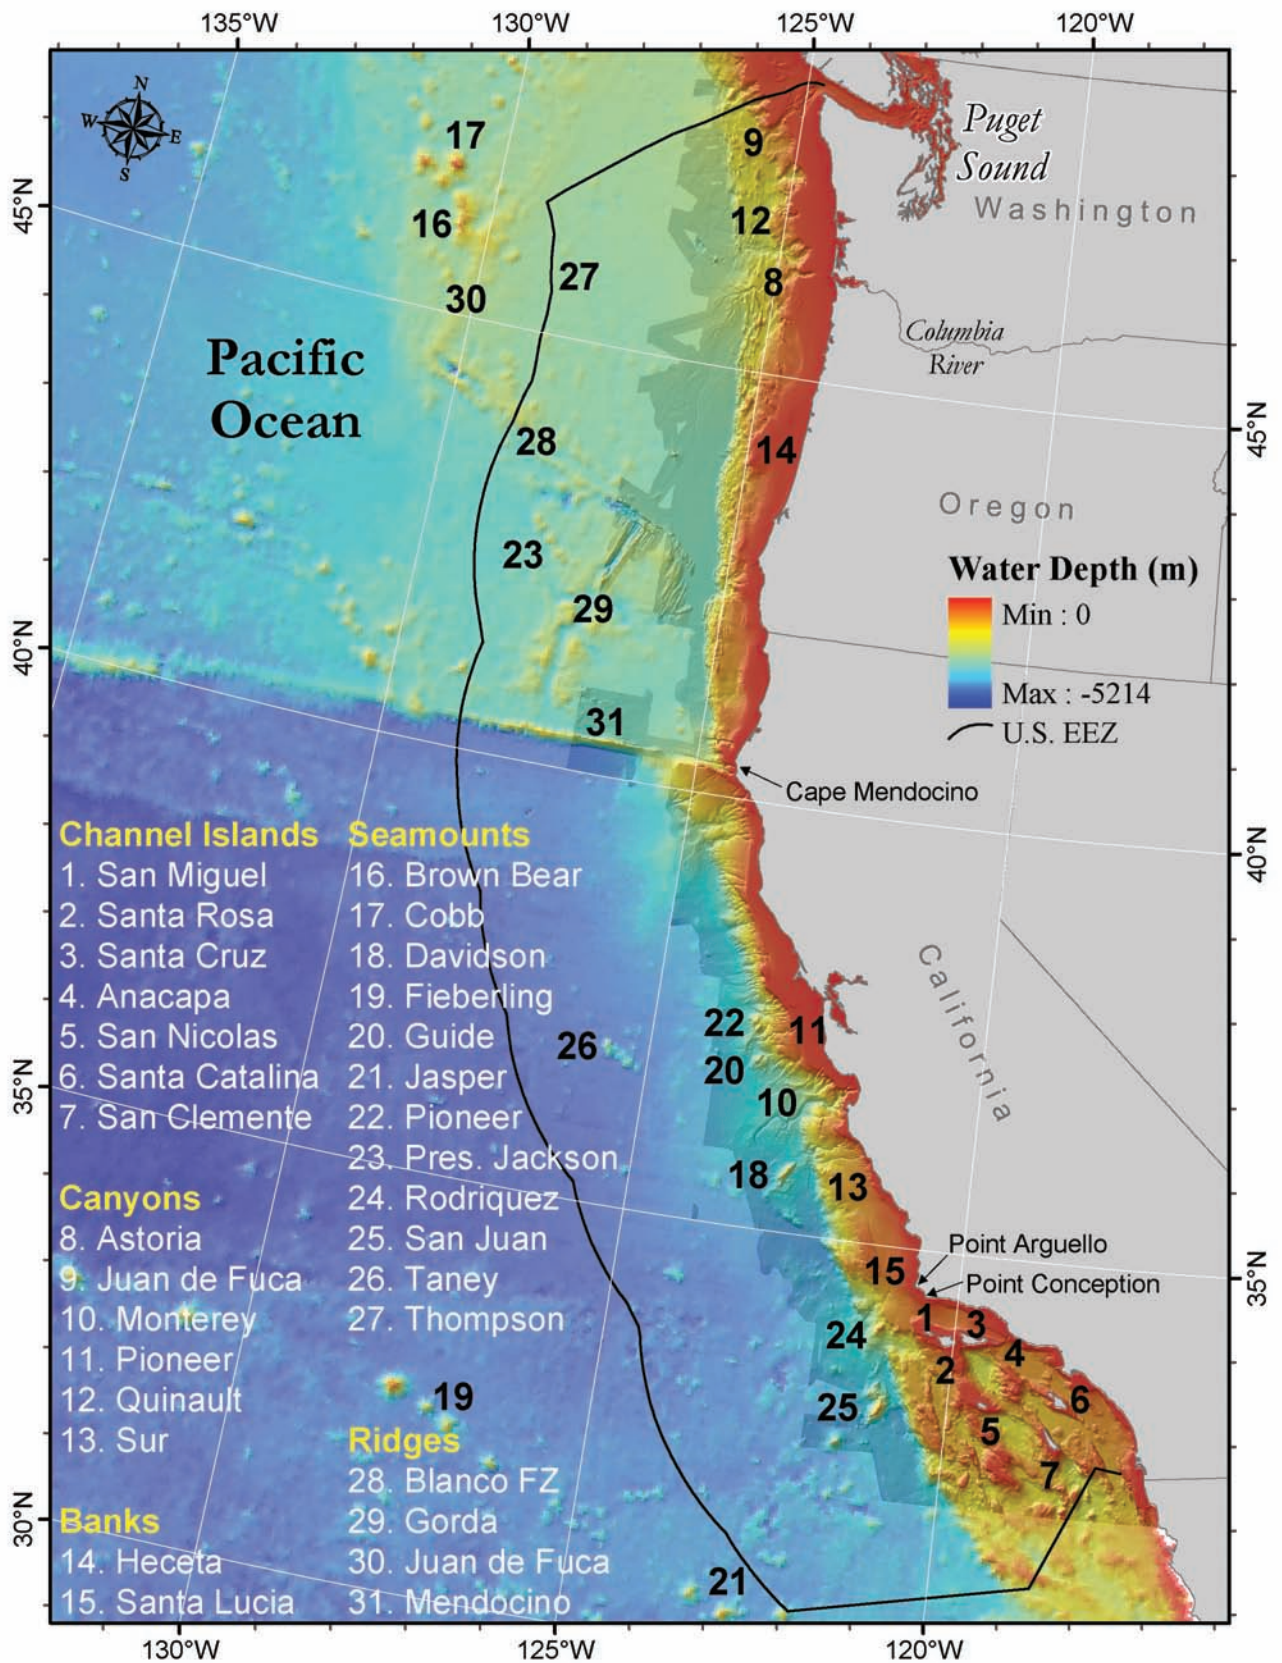 135°W 130°W 125°W 120°W
N
W E
S
17
9
Puget
Sound
45°N
16
12
Washington
27
8
30
Columbia
River
Pacific
Ocean
28
14
45°N
Oregon
23
Water Depth (m)
Min : 0
29
40°N
Max : -5214
31
U.S. EEZ
Cape Mendocino
40°N
Channel Islands
1. San Miguel
2. Santa Rosa
3. Santa Cruz
4. Anacapa
5. San Nicolas
6. Santa Catalina
7. San Clemente
Canyons
8. Astoria
9. Juan de Fuca
10. Monterey
11. Pioneer
12. Quinault
13. Sur
Banks
14. Heceta
15. Santa Lucia
Seamounts
16. Brown Bear
17. Cobb
18. Davidson
19. Fieberling
20. Guide
21. Jasper
22. Pioneer
23. Pres. Jackson
24. Rodriquez
25. San Juan
26. Taney
27. Thompson
Ridges
28. Blanco FZ
29. Gorda
30. Juan de Fuca
31. Mendocino
California
22
11
26
35°N
20
10
18
13
Point Arguello
15
Point Conception
35°N
1
3
24
4
2
19
6
25
5
7
30°N
21
130°W 125°W 120°W